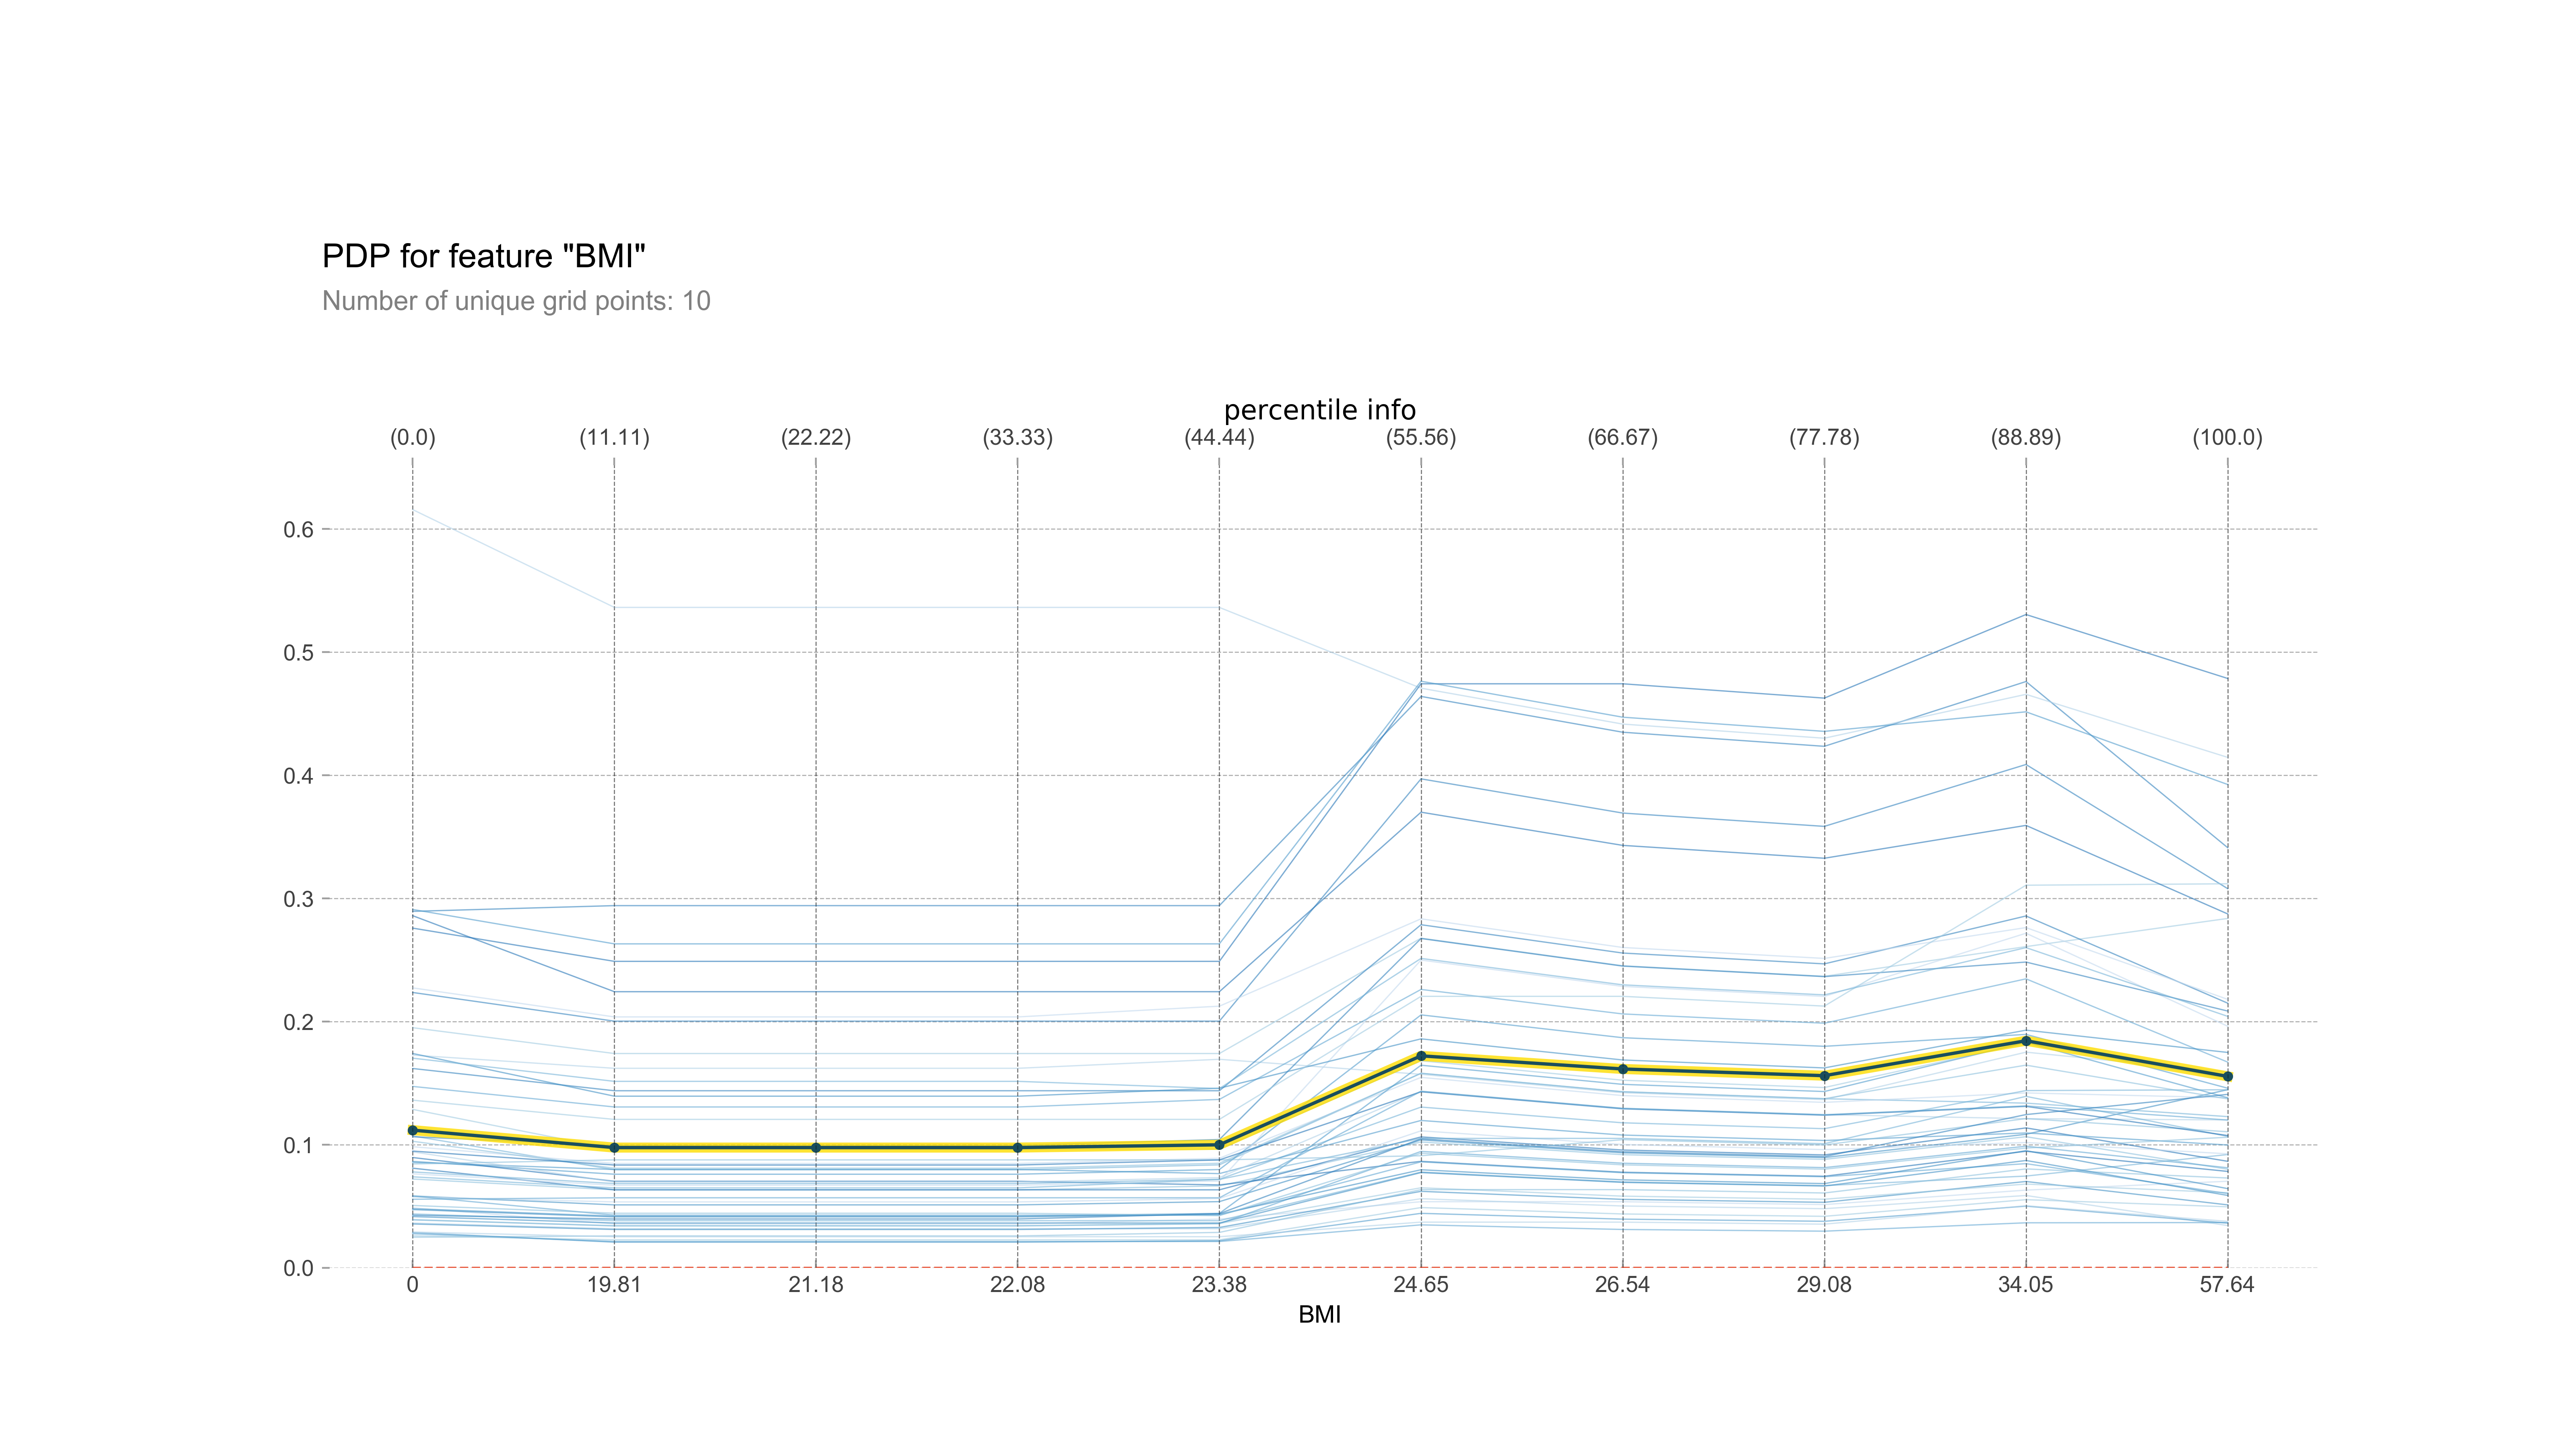 PDP for feature "BMI"
Number of unique grid points: 10
percentile info
(0.0) (11.11) (22.22) (33.33) (44.44) (55.56) (66.67) (77.78) (88.89) (100.0)
0.6
0.5
0.4
0.3
0.2
0.1
0.0
0 19.81 21.18 22.08 23.38 24.65 26.54 29.08 34.05 57.64
BMI